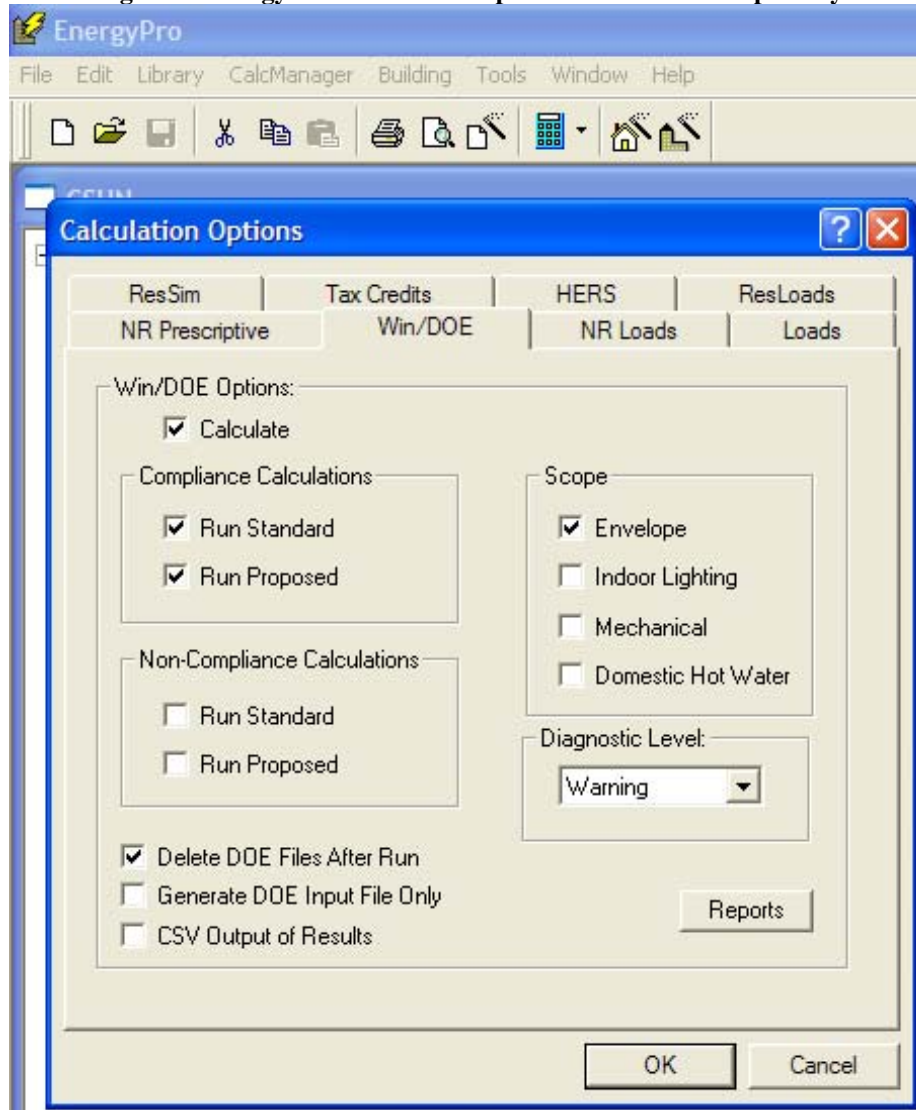 EnergyPro
File Edit Library CalcManager Building Tools Window Help
Calculation Options
ResSim Tax Credits HERS ResLoads
NR Prescriptive Win/DOE NR Loads Loads
Win/DOE Options:
Calculate
Compliance Calculations
Run Standard
Run Proposed
Non-Compliance Calculations
Run Standard
Run Proposed
Scope
Envelope
Indoor Lighting
Mechanical
Domestic Hot Water
Diagnostic Level:
Warning
Delete DOE Files After Run
Generate DOE Input File Only
CSV Output of Results
Reports
OK Cancel